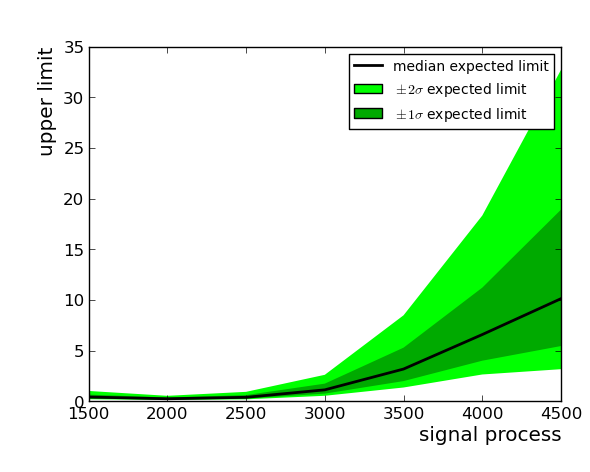 35
30
25
20
15
10
5
0
upper limit
median expected limit
±2σ expected limit
±1σ expected limit
1500 2000 2500 3000 3500 4000 4500
signal process